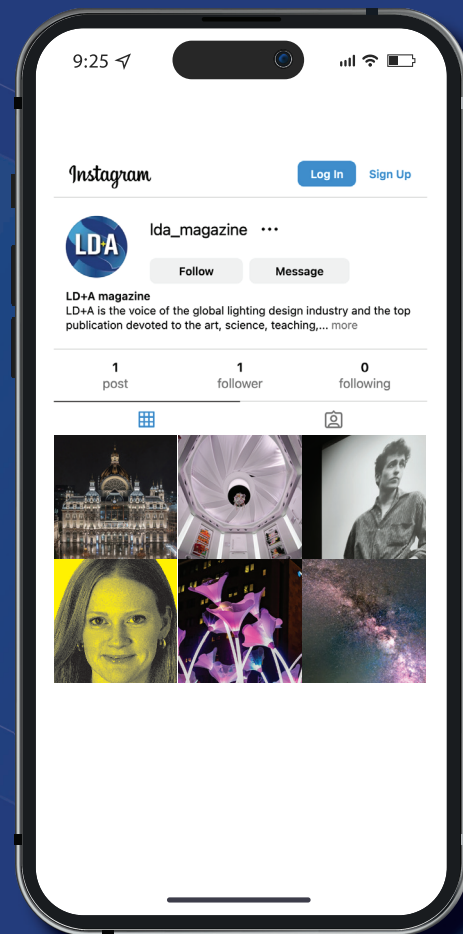 9:25
Instagram
Log In
Sign Up
LD+A
lda_magazine
Follow
Message
LD+A magazine
LD+A is the voice of the global lighting design industry and the top
publication devoted to the art, science, teaching,... more
1
post
1
follower
0
following